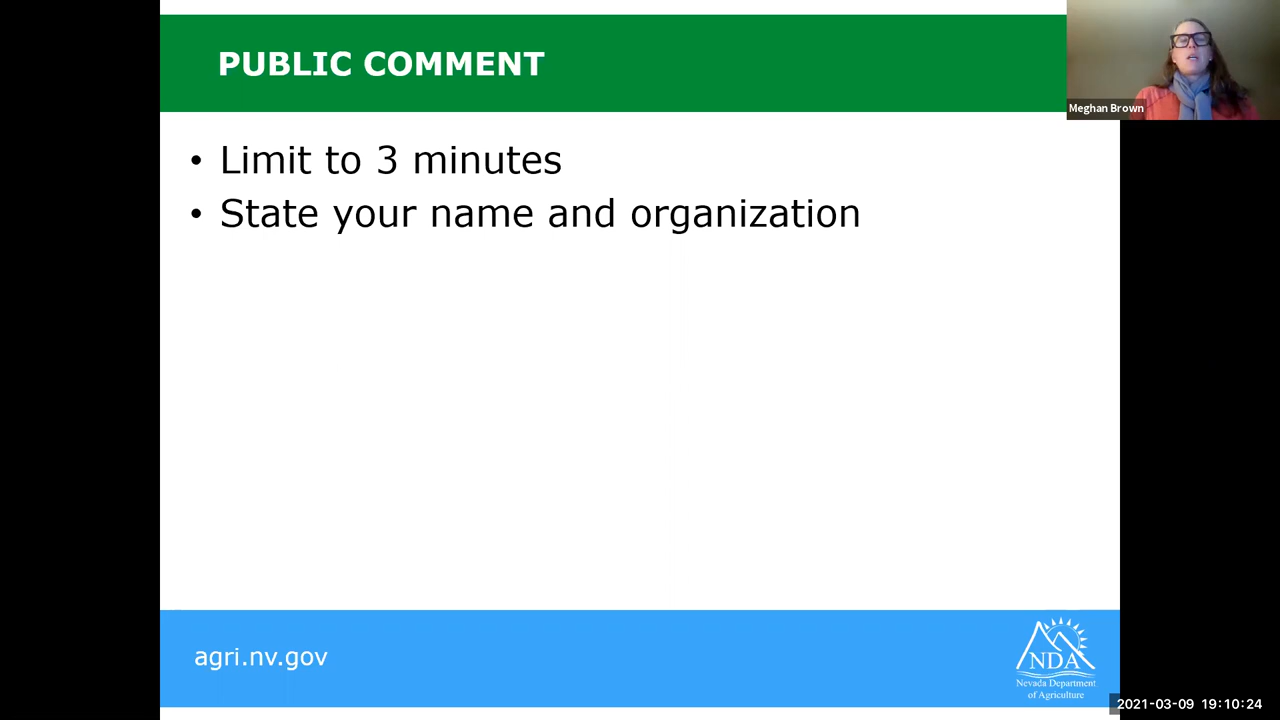 PUBLIC COMMENT
Meghan Brown
• Limit to 3 minutes
• State your name and organization
agri.nv.gov
NDA
Nevada Department
of Agriculture
2021-03-09 19:10:24